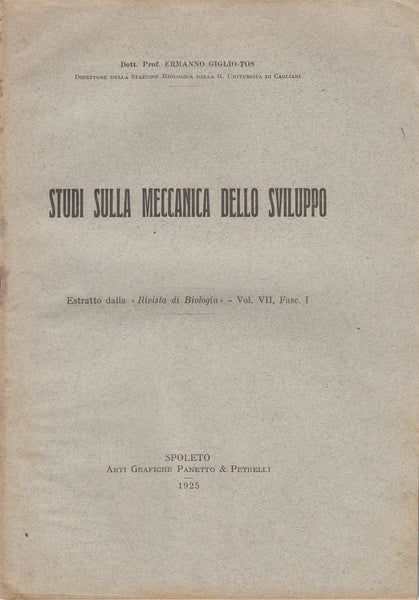 Dott. Prof. ERMANNO GIGLIO-TOS
DIRETTORE DELLA STAZIONE BIOLOGICA DELLA R. UNIVERSITÀ DI CAGLIARI
STUDI SULLA MECCANICA DELLO SVILUPPO
Estratto dalla «Rivista di Biologia» - Vol. VII, Fasc. I
SPOLETO
ARTI GRAFICHE PANETTO & PETRELLI
1925